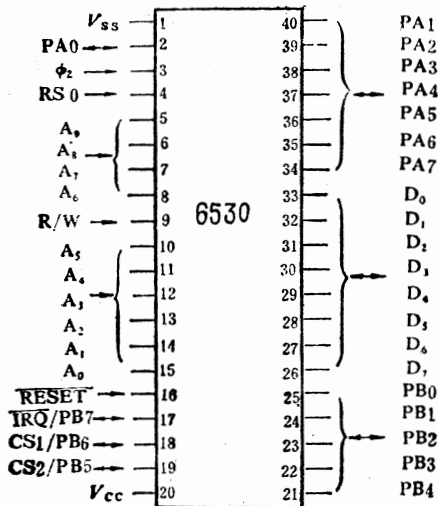 V_SS 1 40 PA1
PA0 2 39 PA2
ϕ₂ 3 38 PA3
RS 0 4 37 PA4
A₉ 5 36 PA5
A₈ 6 35 PA6
A₇ 7 34 PA7
A₆ 8 33 D₀
R/W 9 32 D₁
6530
A₅ 10 31 D₂
A₄ 11 30 D₃
A₃ 12 29 D₄
A₂ 13 28 D₅
A₁ 14 27 D₆
A₀ 15 26 D₇
R̅E̅S̅E̅T̅ 16 25 PB0
I̅R̅Q̅/PB7 17 24 PB1
CS1/PB6 18 23 PB2
CS2/PB5 19 22 PB3
V_CC 20 21 PB4